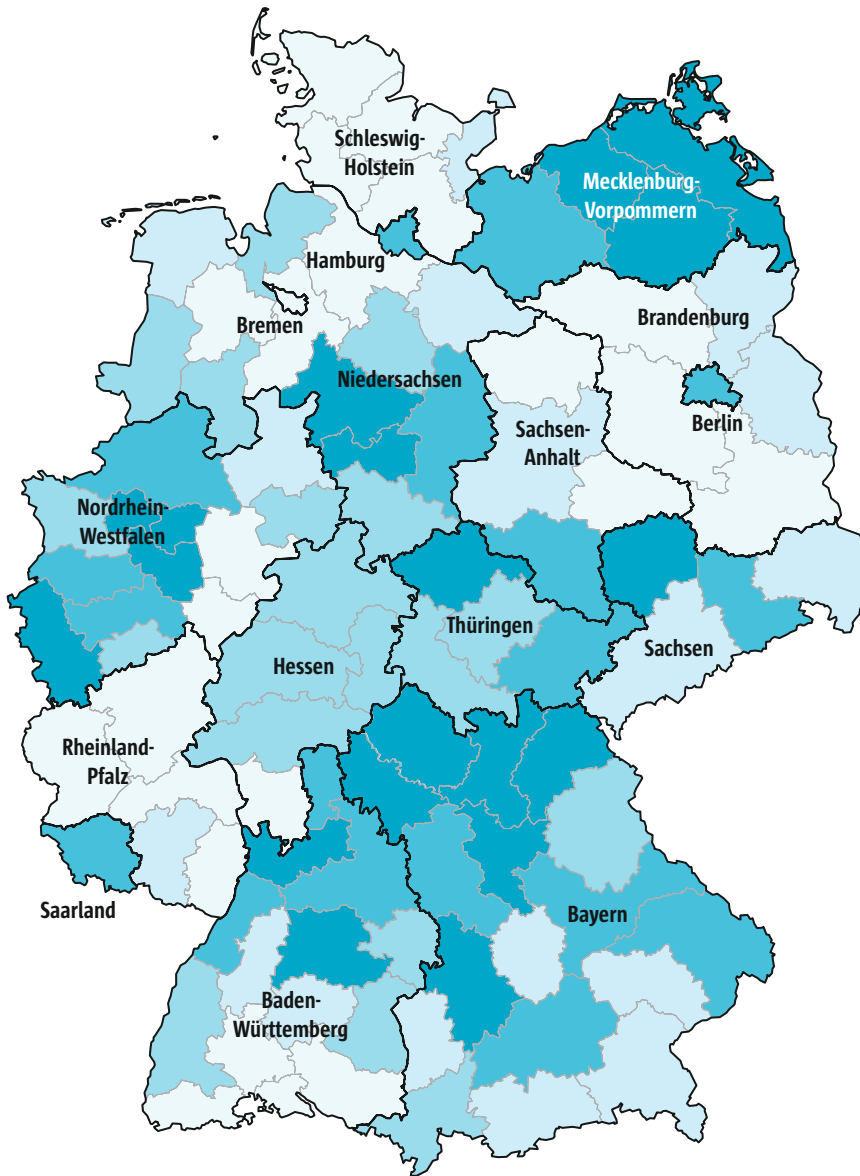 Schleswig-
Holstein
Mecklenburg-
Vorpommern
Hamburg
Bremen
Brandenburg
Niedersachsen
Berlin
Sachsen-
Anhalt
Nordrhein-
Westfalen
Thüringen
Sachsen
Hessen
Rheinland-
Pfalz
Saarland
Bayern
Baden-
Württemberg